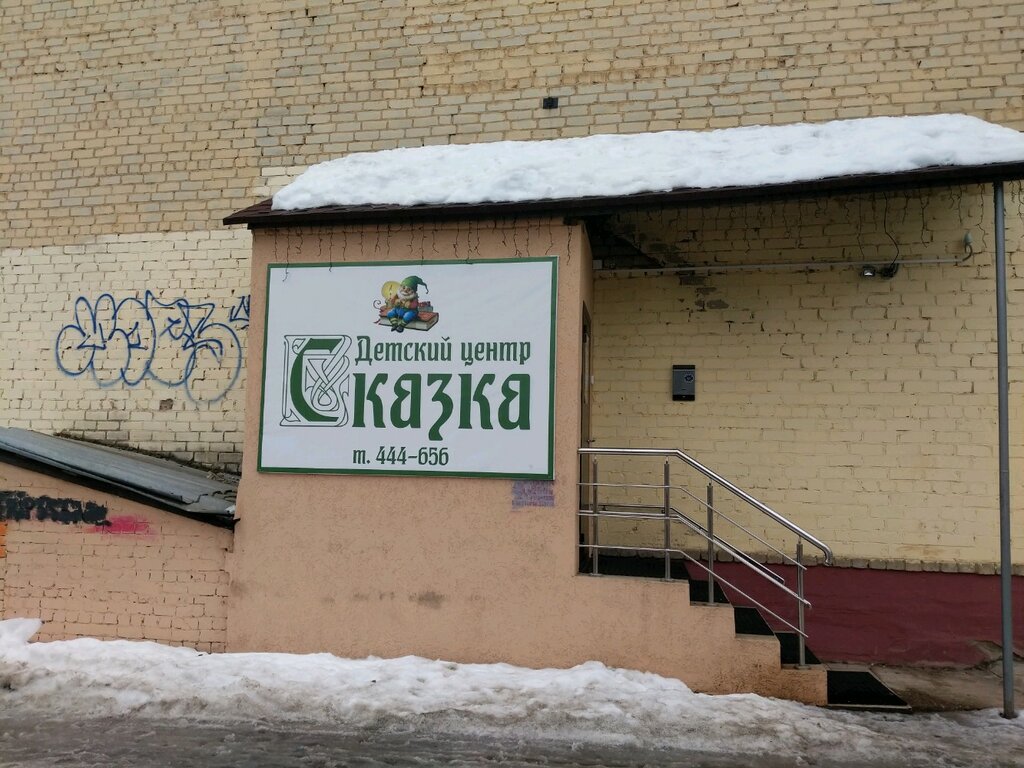 Детский центр
Сказка
т. 444-656